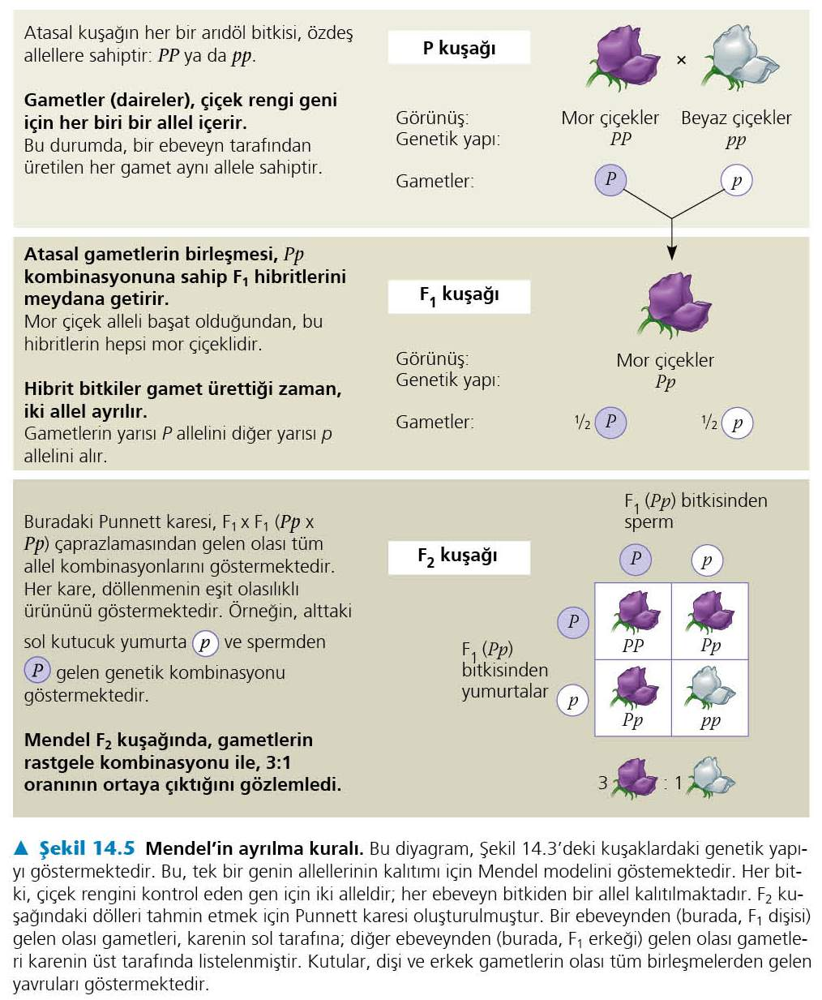 Atasal kuşağın her bir arıdöl bitkisi, özdeş
allellere sahiptir: PP ya da pp.
Gametler (daireler), çiçek rengi geni
için her biri bir allel içerir.
Bu durumda, bir ebeveyn tarafından
üretilen her gamet aynı allele sahiptir.
P kuşağı
×
Görünüş:
Mor çiçekler
Beyaz çiçekler
Genetik yapı:
PP
pp
Gametler:
P
p
Atasal gametlerin birleşmesi, Pp
kombinasyonuna sahip F1 hibritlerini
meydana getirir.
Mor çiçek alleli başat olduğundan, bu
hibritlerin hepsi mor çiçeklidir.
Hibrit bitkiler gamet ürettiği zaman,
iki allel ayrılır.
Gametlerin yarısı P allelini diğer yarısı p
allelini alır.
F1 kuşağı
Görünüş:
Mor çiçekler
Genetik yapı:
Pp
Gametler:
1/2 P
1/2 p
Buradaki Punnett karesi, F1 x F1 (Pp x
Pp) çaprazlamasından gelen olası tüm
allel kombinasyonlarını göstermektedir.
Her kare, döllenmenin eşit olasılıklı
ürününü göstermektedir. Örneğin, alttaki
sol kutucuk yumurta p ve spermden
P gelen genetik kombinasyonu
göstermektedir.
Mendel F2 kuşağında, gametlerin
rastgele kombinasyonu ile, 3:1
oranının ortaya çıktığını gözlemledi.
F2 kuşağı
F1 (Pp) bitkisinden
sperm
P
p
F1 (Pp)
bitkisinden
yumurtalar
P
PP
Pp
p
Pp
pp
3 : 1
▲ Şekil 14.5 Mendel’in ayrılma kuralı. Bu diyagram, Şekil 14.3’deki kuşaklardaki genetik yapı-
yı göstermektedir. Bu, tek bir genin allellerinin kalıtımı için Mendel modelini göstemektedir. Her bit-
ki, çiçek rengini kontrol eden gen için iki alleldir; her ebeveyn bitkiden bir allel kalıtılmaktadır. F2 ku-
şağındaki dölleri tahmin etmek için Punnett karesi oluşturulmuştur. Bir ebeveynden (burada, F1 dişisi)
gelen olası gametleri, karenin sol tarafına; diğer ebeveynden (burada, F1 erkeği) gelen olası gametle-
ri karenin üst tarafında listelenmiştir. Kutular, dişi ve erkek gametlerin olası tüm birleşmelerden gelen
yavruları göstermektedir.